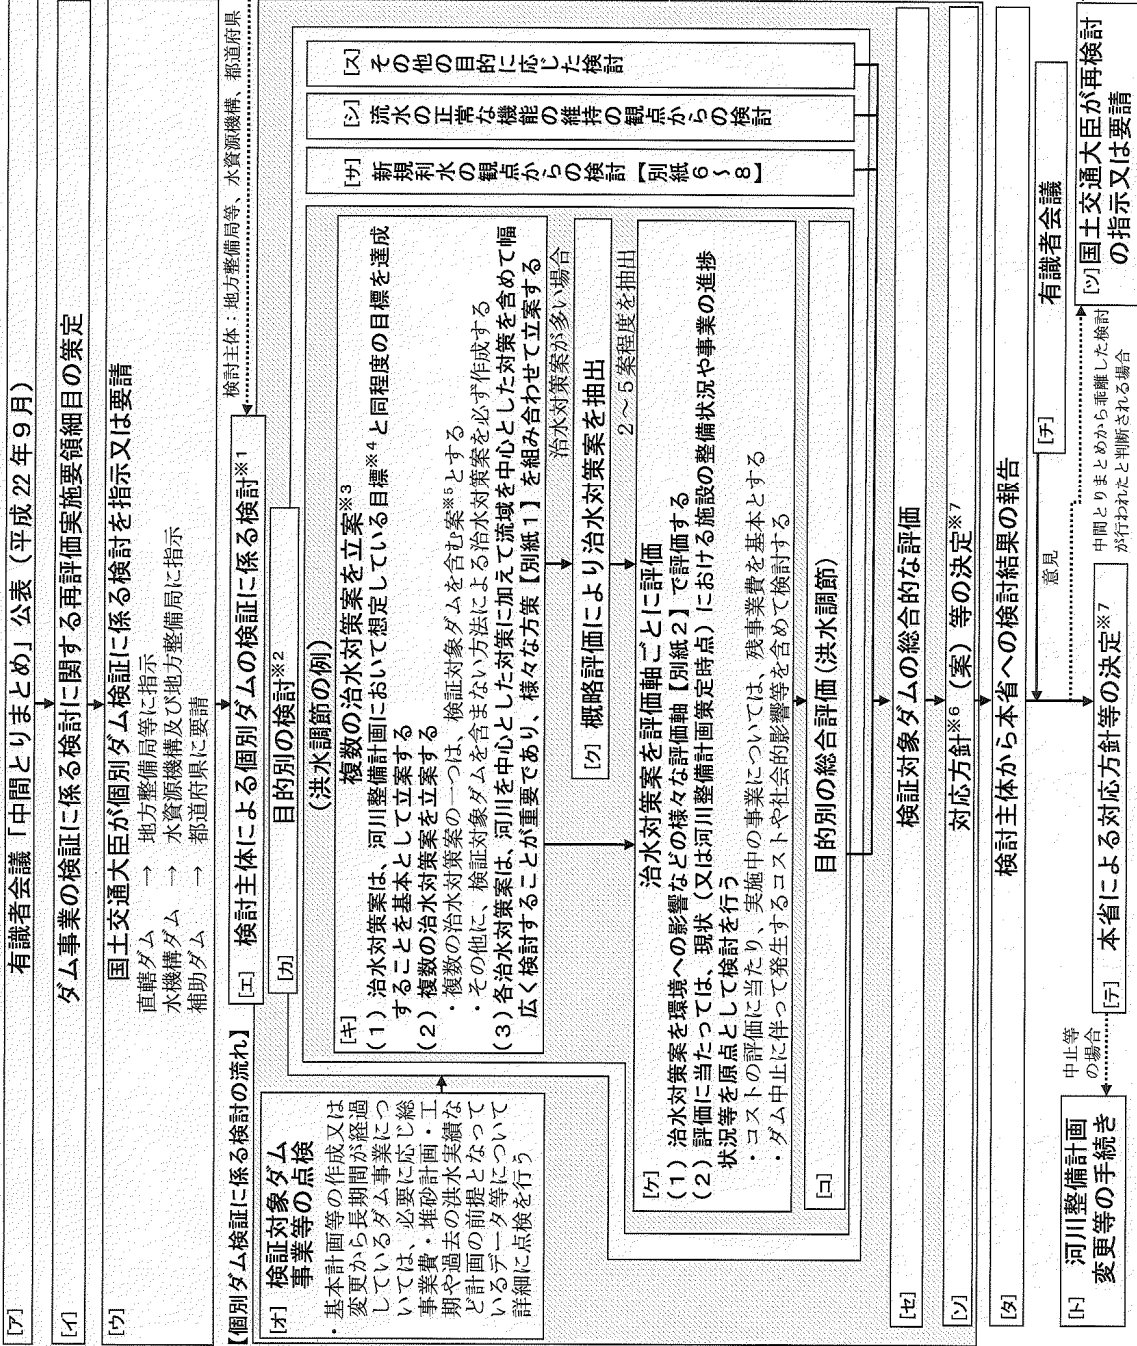 [ア] 有識者会議「中間とりまとめ」公表（平成22年９月）
[イ] ダム事業の検証に係る検討に関する再評価実施要領細目の策定
[ウ] 国土交通大臣が個別ダム検証に係る検討を指示又は要請
直轄ダム → 地方整備局等に指示
水機構ダム → 水資源機構及び地方整備局に指示
補助ダム → 都道府県に要請
【個別ダム検証に係る検討の流れ】
検討主体：地方整備局等、水資源機構、都道府県
[エ] 検討主体による個別ダムの検証に係る検討※1
[オ] 検証対象ダム
事業等の点検
・基本計画等の作成又は
変更から長期間が経過
しているダム事業につ
いては、必要に応じ総
事業費・堆砂計画・工
期や過去の洪水実績な
ど計画の前提となって
いるデータ等について
詳細に点検を行う
[カ] 目的別の検討※2
（洪水調節の例）
[キ] 複数の治水対策案を立案※3
（１）治水対策案は、河川整備計画において想定している目標※4と同程度の目標を達成
することを基本として立案する
（２）複数の治水対策案を立案する
・複数の治水対策案の一つは、検証対象ダムを含む案※5とする
・その他に、検証対象ダムを含まない方法による治水対策案を必ず作成する
（３）各治水対策案は、河川を中心とした対策に加えて流域を中心とした対策を含めて幅
広く検討することが重要であり、様々な方策【別紙１】を組み合わせて立案する
治水対策案が多い場合
[ク] 概略評価により治水対策案を抽出
２～５案程度を抽出
[ケ] 治水対策案を評価軸ごとに評価
（１）治水対策案を環境への影響などの様々な評価軸【別紙２】で評価する
（２）評価に当たっては、現状（又は河川整備計画策定時点）における施設の整備状況や事業の進捗
状況等を原点として検討を行う
・コストの評価に当たり、実施中の事業については、残事業費を基本とする
・ダム中止に伴って発生するコストや社会的影響等を含めて検討する
[コ] 目的別の総合評価（洪水調節）
[サ] 新規利水の観点からの検討【別紙６～８】
[シ] 流水の正常な機能の維持の観点からの検討
[ス] その他の目的に応じた検討
[セ] 検証対象ダムの総合的な評価
[ソ] 対応方針※6（案）等の決定※7
[タ] 検討主体から本省への検討結果の報告
[チ] 有識者会議
意見
中間とりまとめから乖離した検討
が行われたと判断される場合
[ツ] 国土交通大臣が再検討
の指示又は要請
[テ] 本省による対応方針等の決定※7
中止等
の場合
[ト] 河川整備計画
変更等の手続き